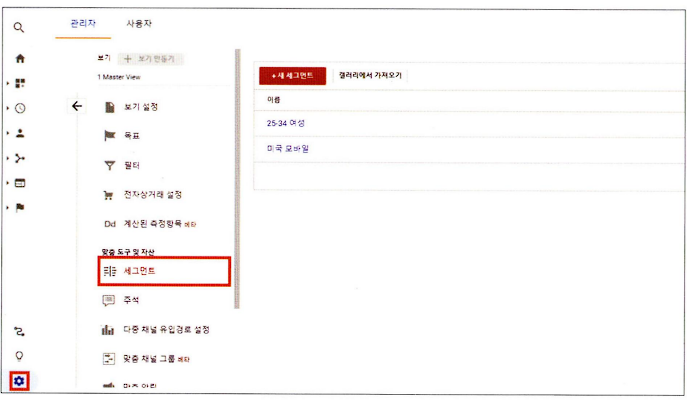 관리자 사용자
보기 + 보기 만들기
1 Master View
보기 설정
목표
필터
전자상거래 설정
Dd 계산된 측정항목 베타
맞춤 도구 및 자산
세그먼트
주석
다중 채널 유입경로 설정
맞춤 채널 그룹 베타
+ 새 세그먼트 갤러리에서 가져오기
이름
25-34 여성
미국 모바일